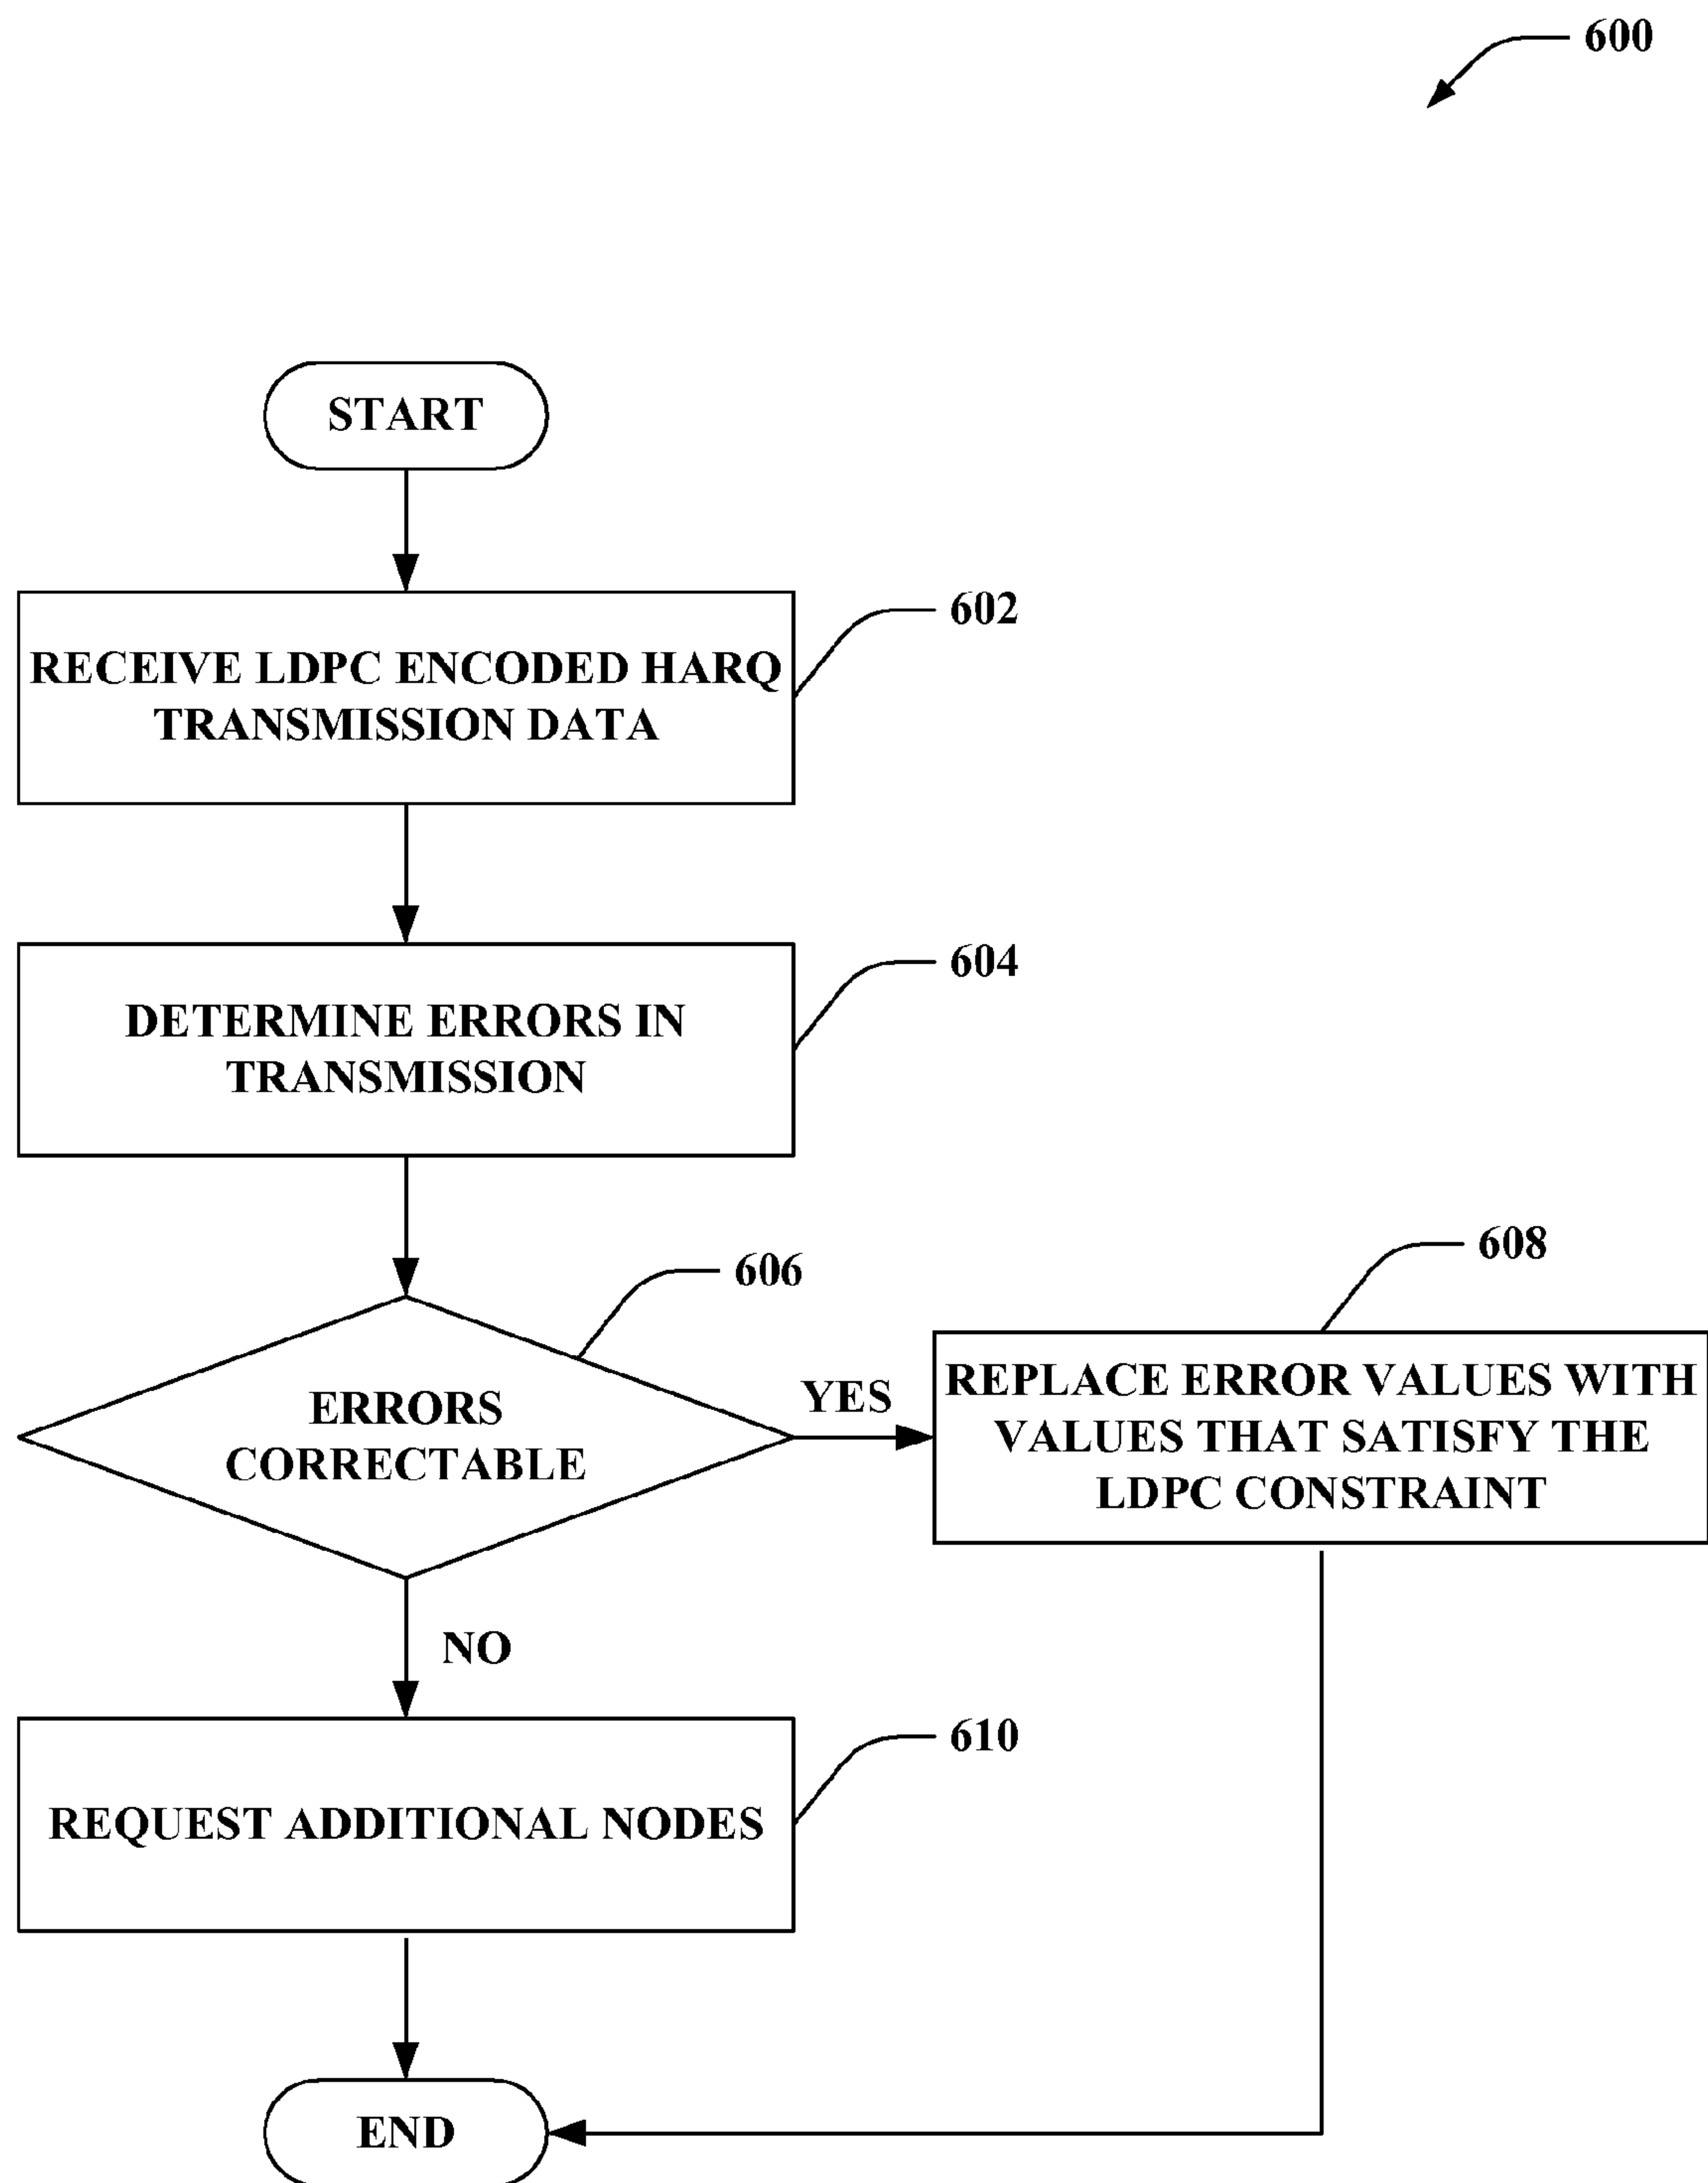 600
START
602
RECEIVE LDPC ENCODED HARQ
TRANSMISSION DATA
604
DETERMINE ERRORS IN
TRANSMISSION
606
ERRORS
CORRECTABLE
YES
608
REPLACE ERROR VALUES WITH
VALUES THAT SATISFY THE
LDPC CONSTRAINT
NO
610
REQUEST ADDITIONAL NODES
END